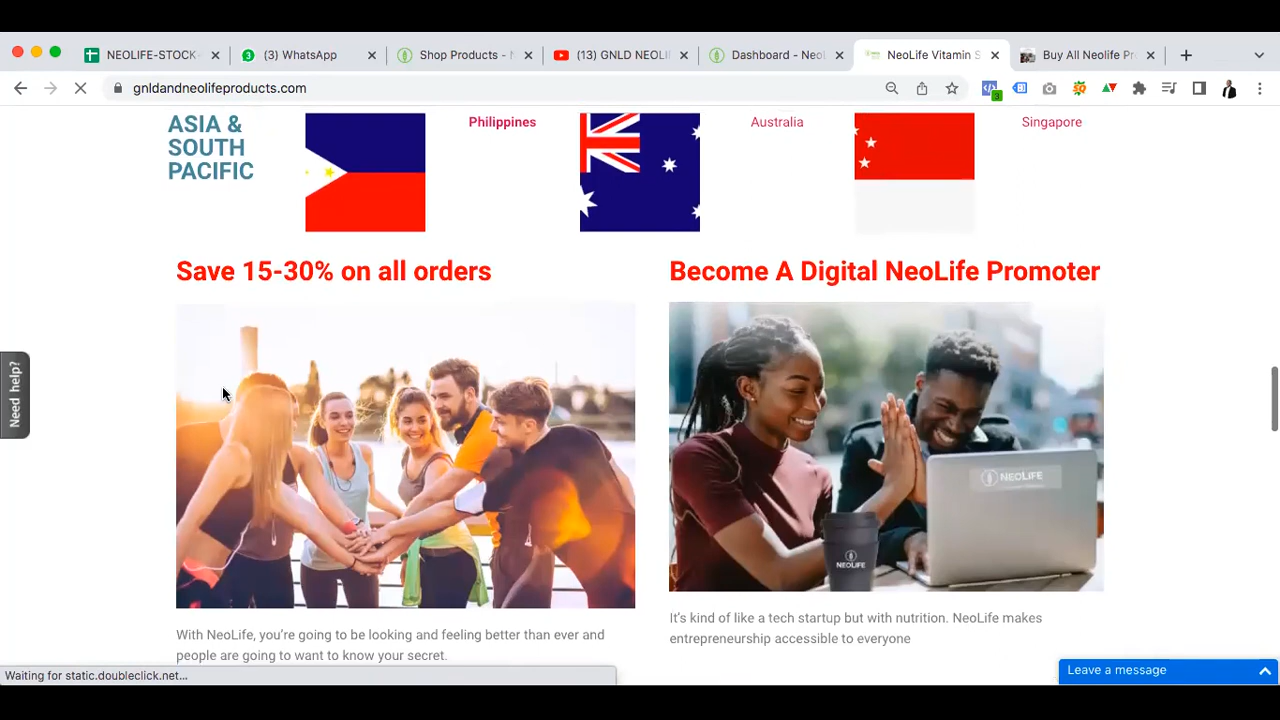 NEOLIFE-STOCK
(3) WhatsApp
Shop Products - N
(13) GNLD NEOLIF
Dashboard - NeoL
NeoLife Vitamin S
Buy All Neolife Pr
gnldandneolifeproducts.com
ASIA &
SOUTH
PACIFIC
Philippines
Australia
Singapore
Save 15-30% on all orders
Become A Digital NeoLife Promoter
Need help?
NEOLIFE
NEOLIFE
With NeoLife, you're going to be looking and feeling better than ever and
people are going to want to know your secret.
It's kind of like a tech startup but with nutrition. NeoLife makes
entrepreneurship accessible to everyone
Waiting for static.doubleclick.net...
Leave a message